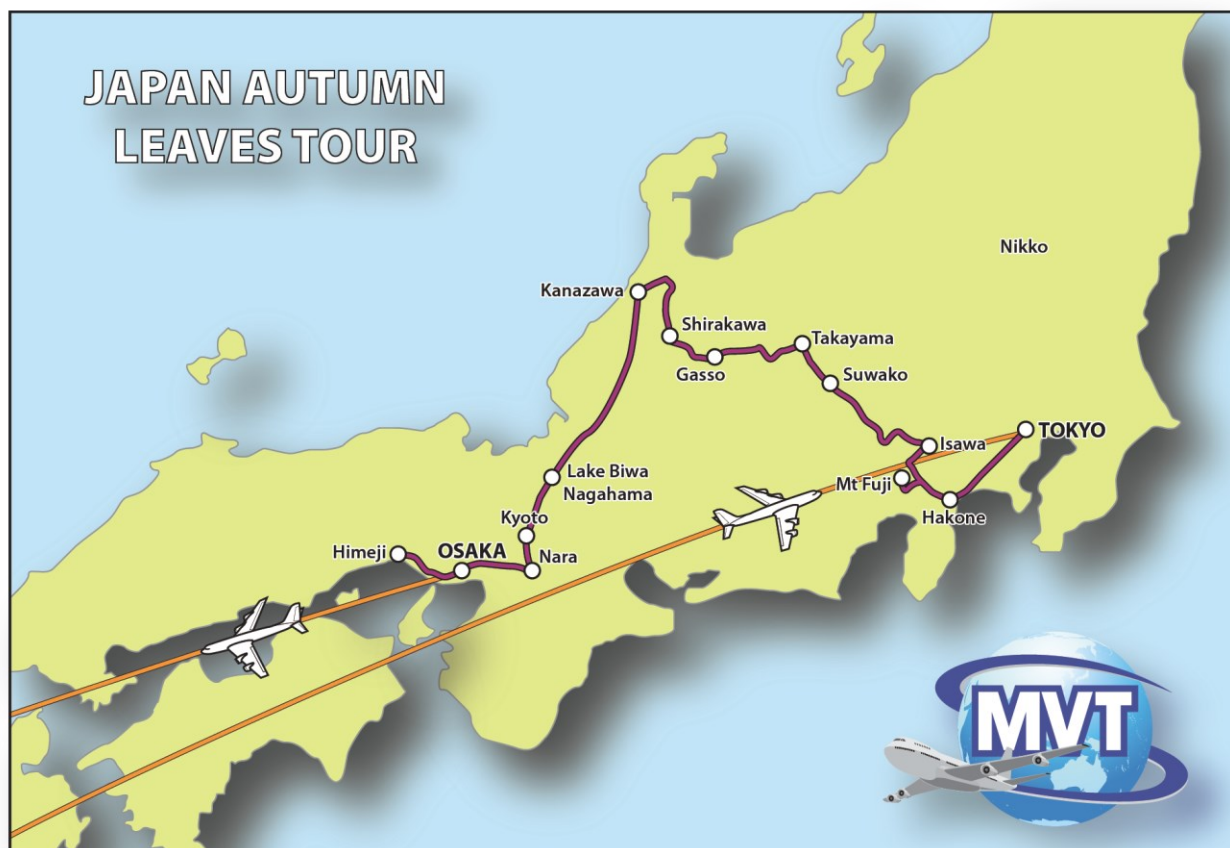 JAPAN AUTUMN
LEAVES TOUR
Nikko
Kanazawa
Shirakawa
Takayama
Gasso
Suwako
TOKYO
Isawa
Lake Biwa
Nagahama
Mt Fuji
Hakone
Kyoto
Himeji
OSAKA
Nara
MVT